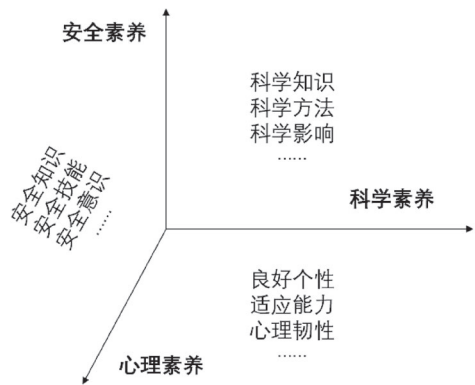 安全素养
科学知识
科学方法
科学影响
……
安全知识
安全技能
安全意识
……
科学素养
良好个性
适应能力
心理韧性
……
心理素养